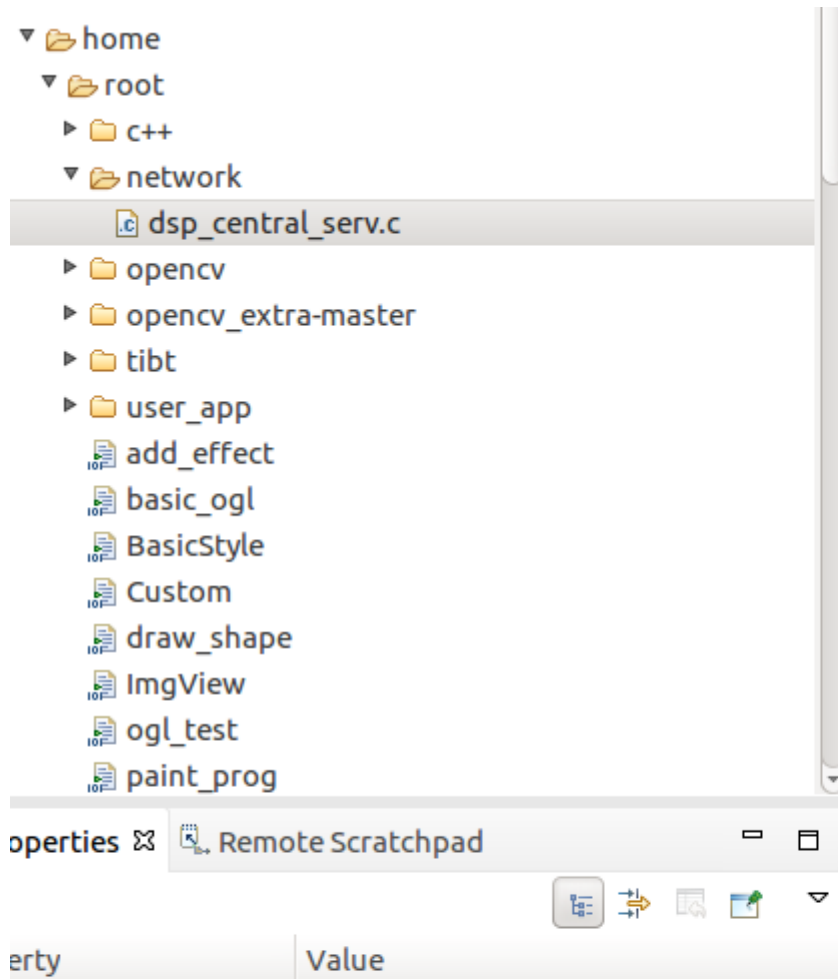 home
root
c++
network
dsp_central_serv.c
opencv
opencv_extra-master
tibt
user_app
add_effect
basic_ogl
BasicStyle
Custom
draw_shape
ImgView
ogl_test
paint_prog
operties Remote Scratchpad
erty Value